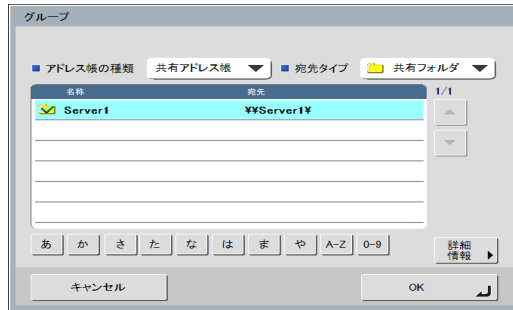 グループ
アドレス帳の種類 共有アドレス帳 宛先タイプ 共有フォルダ
名称 宛先 1/1
Server1 ¥¥Server1¥
あ か さ た な は ま や A-Z 0-9
詳細
情報
キャンセル OK